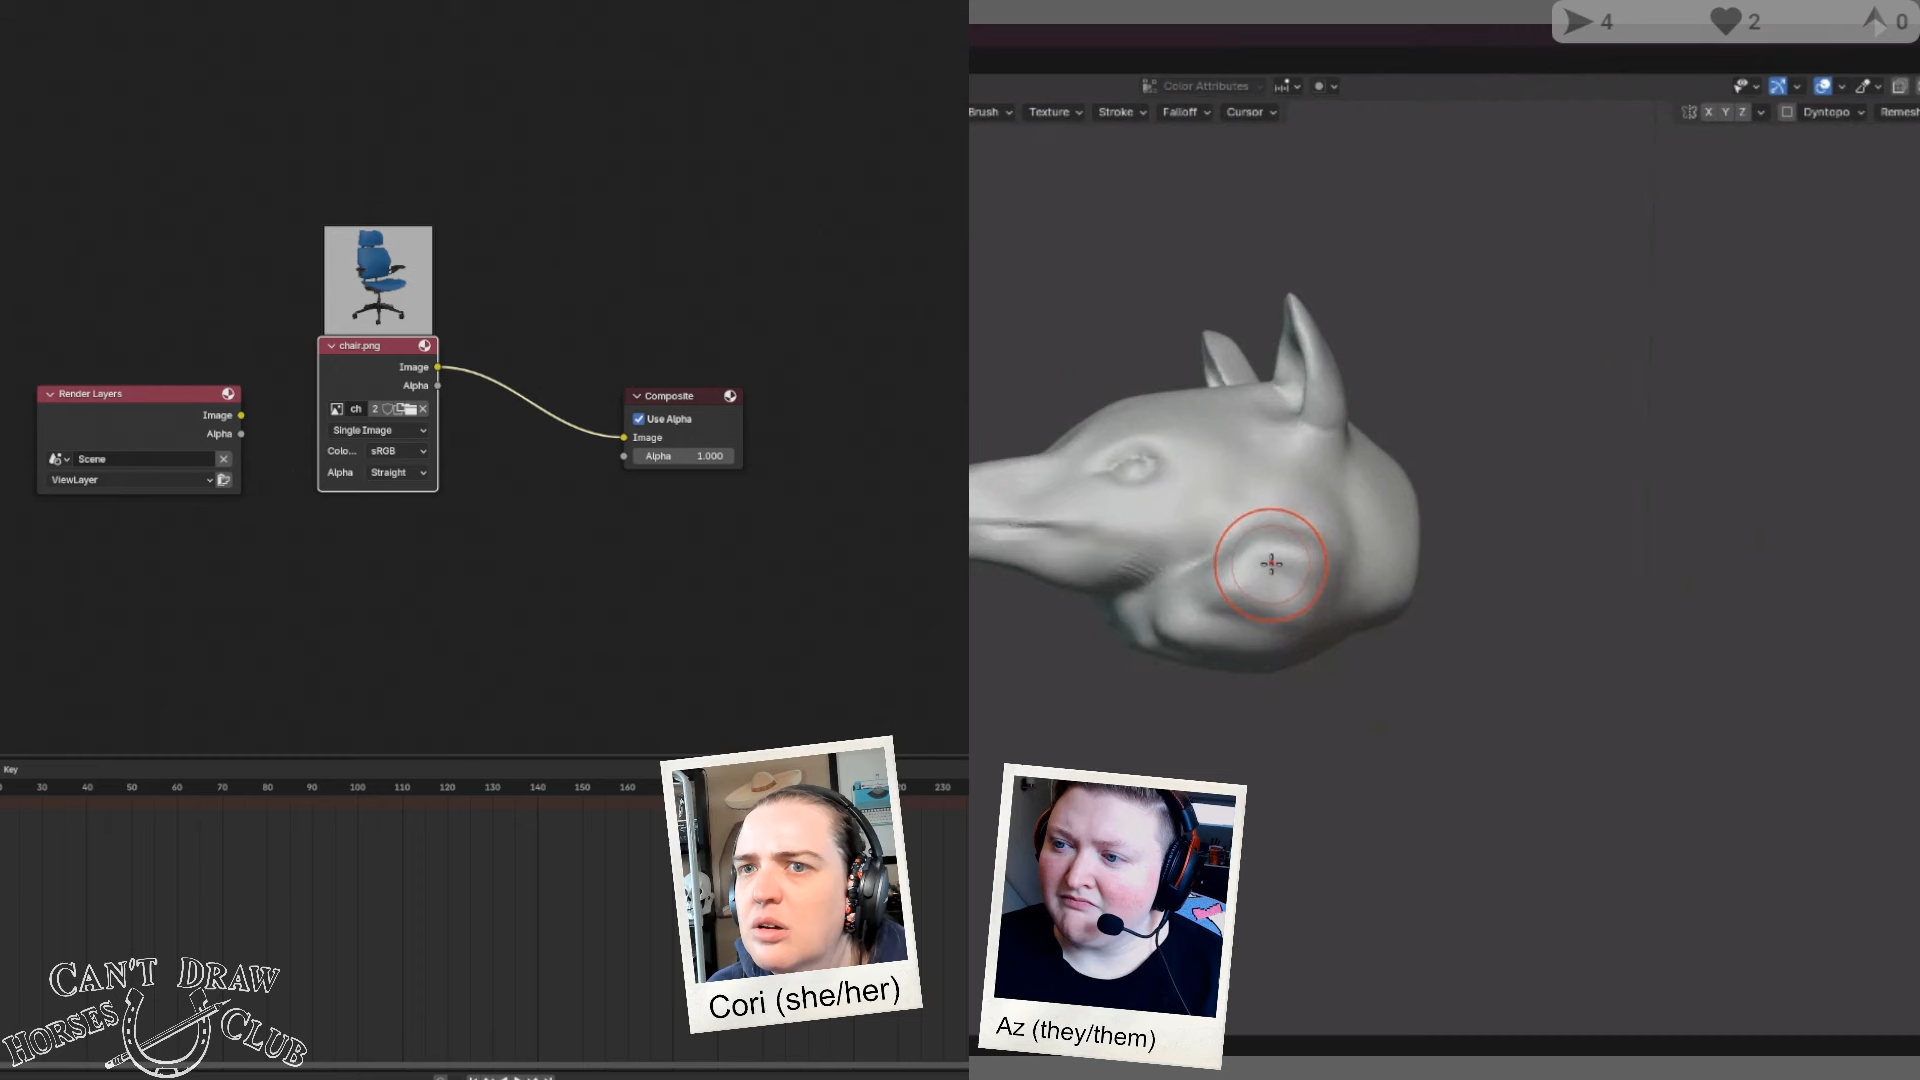 4
2
0
Color Attributes
Brush
Texture
Stroke
Falloff
Cursor
X
Y
Z
Dyntopo
Remesh
chair.png
Image
Alpha
ch
2
Single Image
Colo...
sRGB
Alpha
Straight
Render Layers
Image
Alpha
Scene
ViewLayer
Composite
Use Alpha
Image
Alpha
1.000
Key
30
40
50
60
70
80
90
100
110
120
130
140
150
160
230
CAN'T DRAW
HORSES
CLUB
Cori (she/her)
Az (they/them)